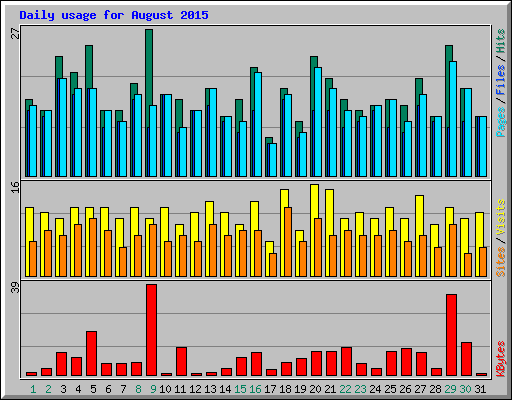 Daily usage for August 2015
27
Pages/Files/Hits
16
Sites/Visits
39
KBytes
1 2 3 4 5 6 7 8 9 10 11 12 13 14 15 16 17 18 19 20 21 22 23 24 25 26 27 28 29 30 31